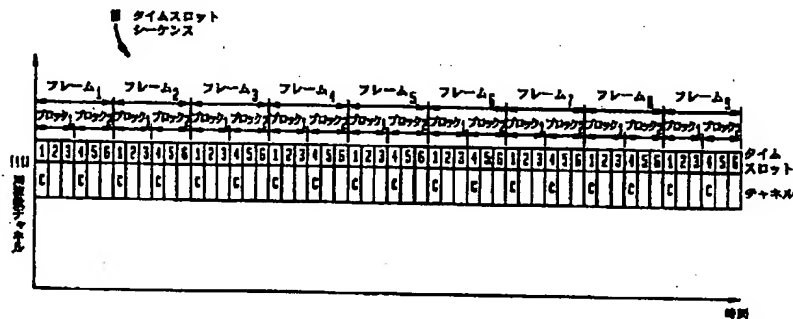 タイムスロット
シーケンス
フレーム1 フレーム2 フレーム3 フレーム4 フレーム5 フレーム6 フレーム7 フレーム8 フレーム9
ブロック1 ブロック2 ブロック1 ブロック2 ブロック1 ブロック2 ブロック1 ブロック2 ブロック1 ブロック2 ブロック1 ブロック2 ブロック1 ブロック2 ブロック1 ブロック2 ブロック1 ブロック2
1 2 3 4 5 6 1 2 3 4 5 6 1 2 3 4 5 6 1 2 3 4 5 6 1 2 3 4 5 6 1 2 3 4 5 6 1 2 3 4 5 6 1 2 3 4 5 6 1 2 3 4 5 6 タイム
スロット
C C C C C C C C C C C C C C C C C C チャネル
[11]
時間